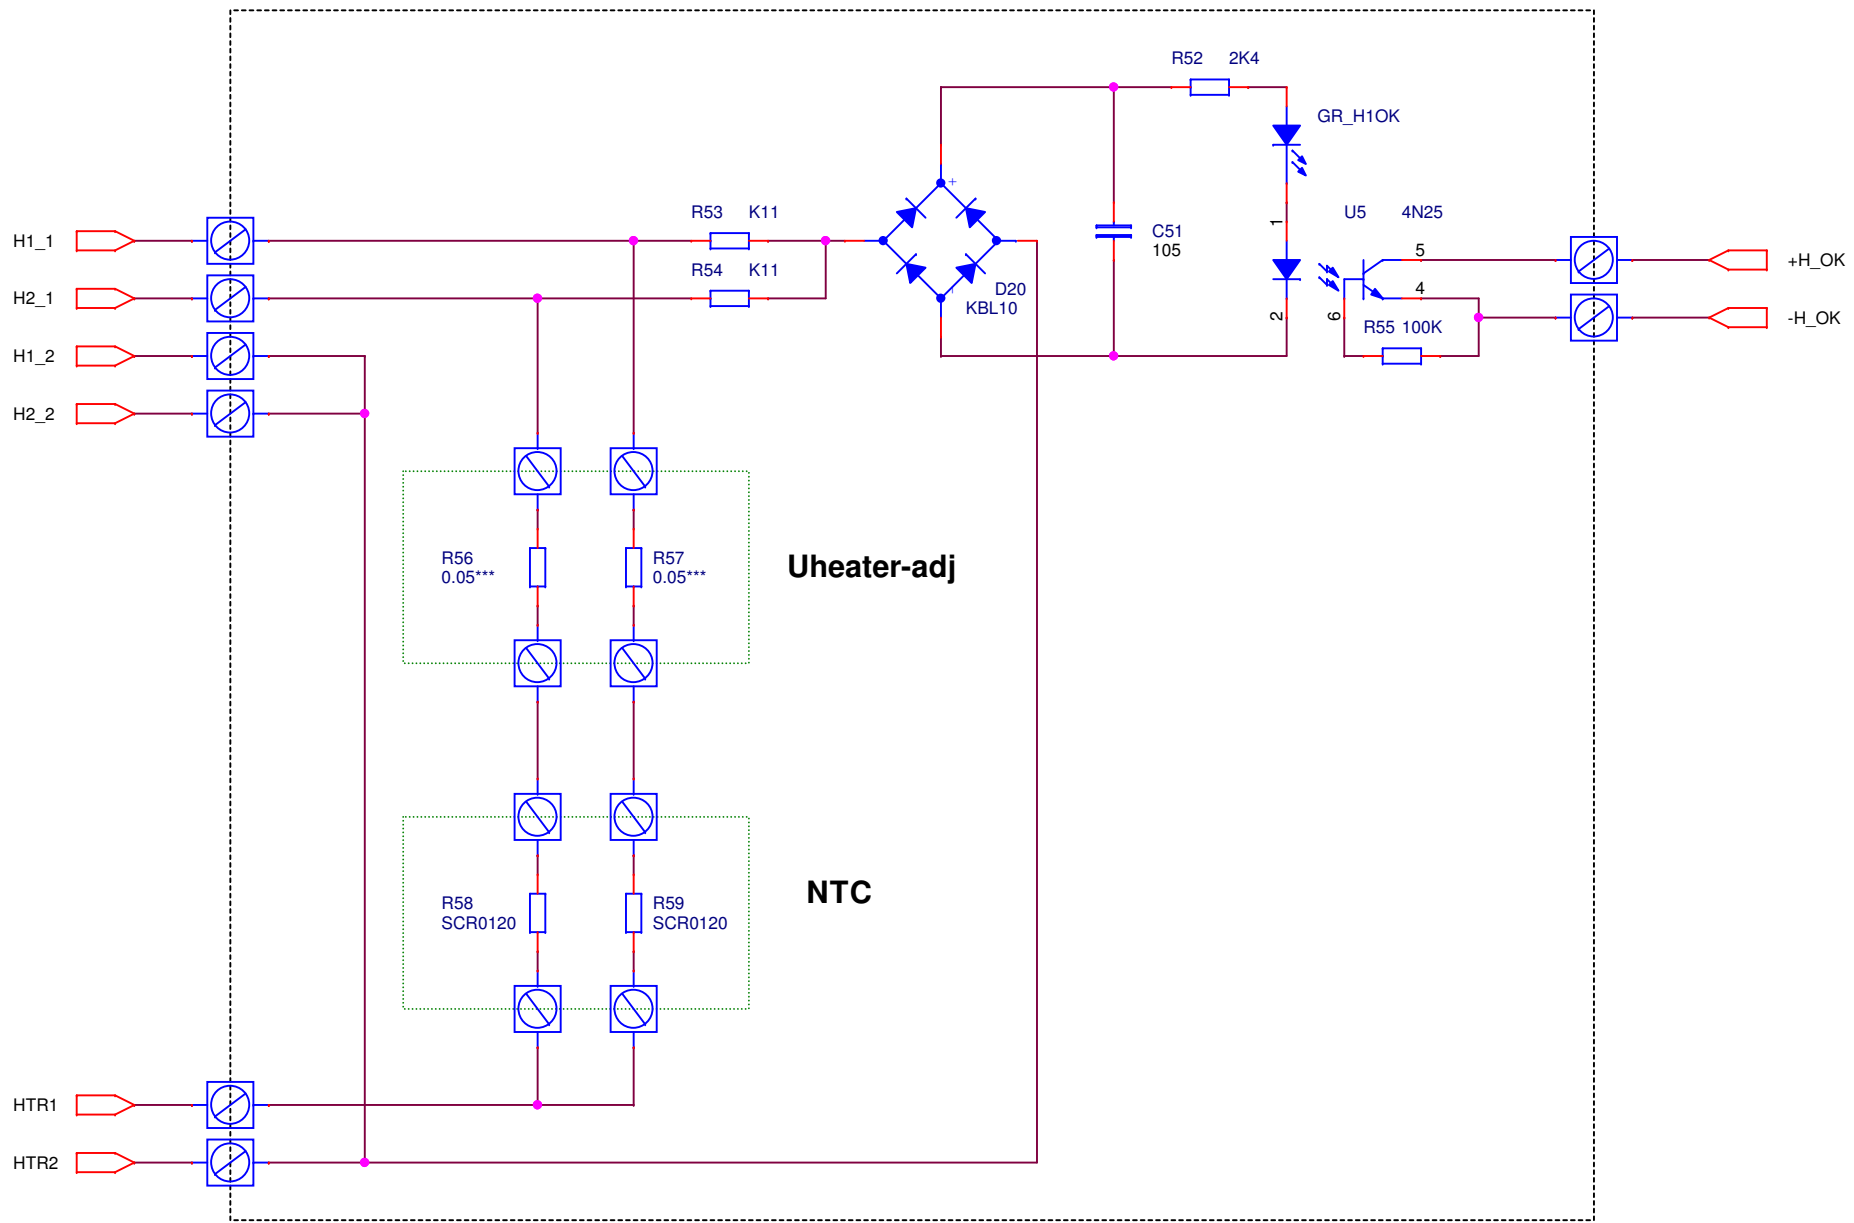 R52 2K4
GR_H1OK
R53 K11
U5 4N25
H1_1
+
1
C51
105
5
+H_OK
R54 K11
H2_1
D20
KBL10
-
2
6
4
-H_OK
R55 100K
H1_2
H2_2
R56
0.05***
R57
0.05***
Uheater-adj
R58
SCR0120
R59
SCR0120
NTC
HTR1
HTR2